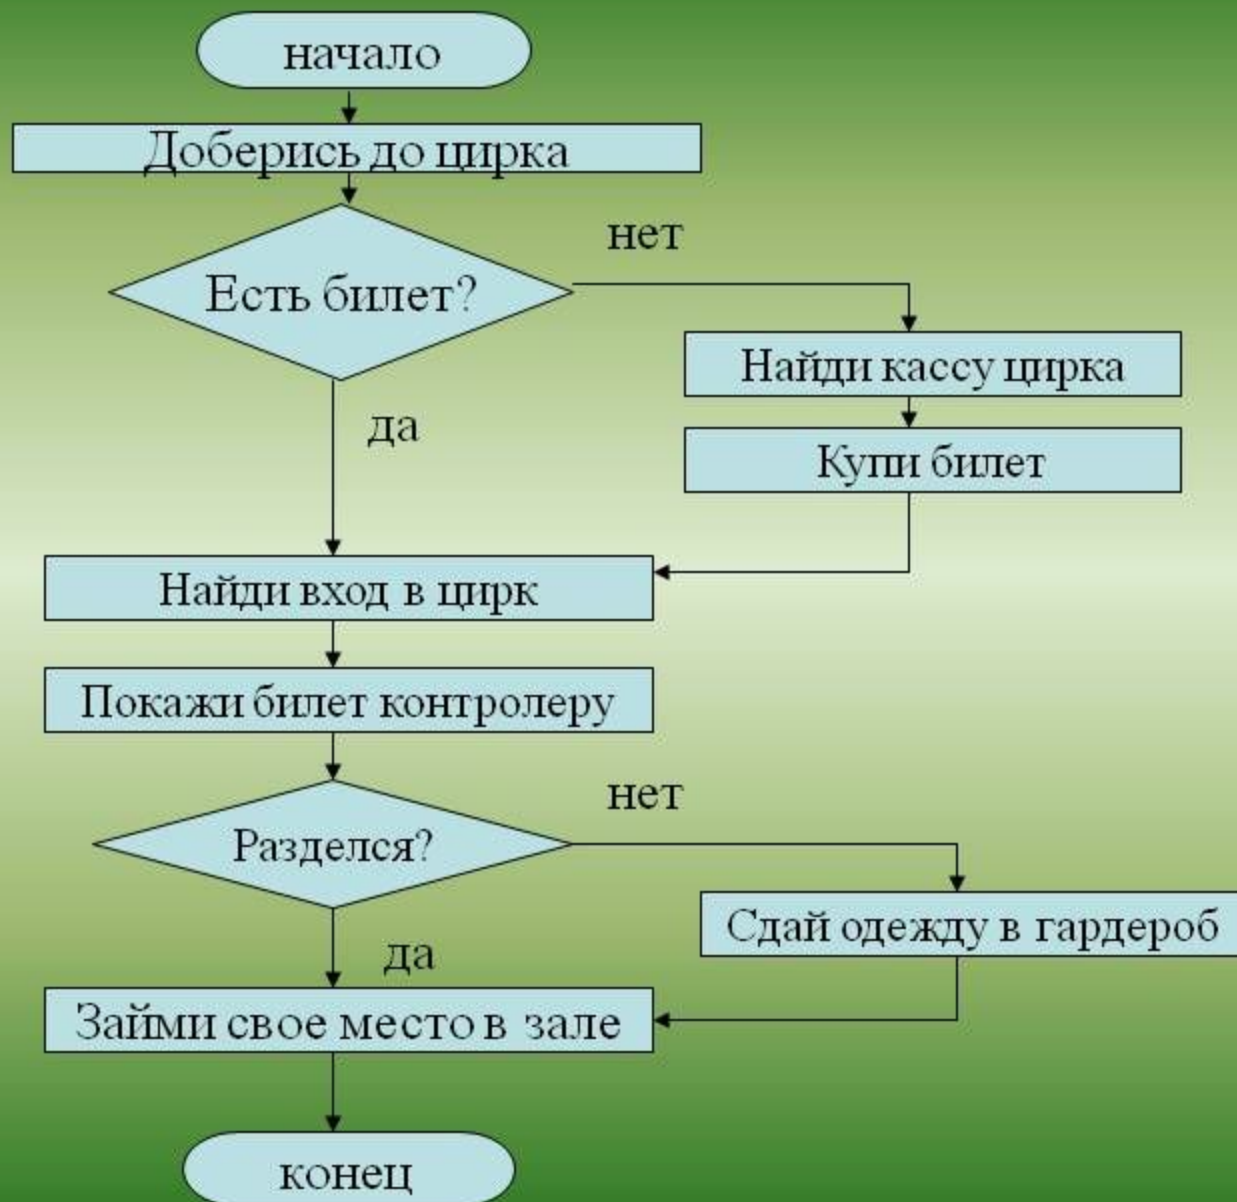 начало
Доберись до цирка
Есть билет?
нет
Найди кассу цирка
да
Купи билет
Найди вход в цирк
Покажи билет контролеру
Разделся?
нет
Сдай одежду в гардероб
да
Займи свое место в зале
конец